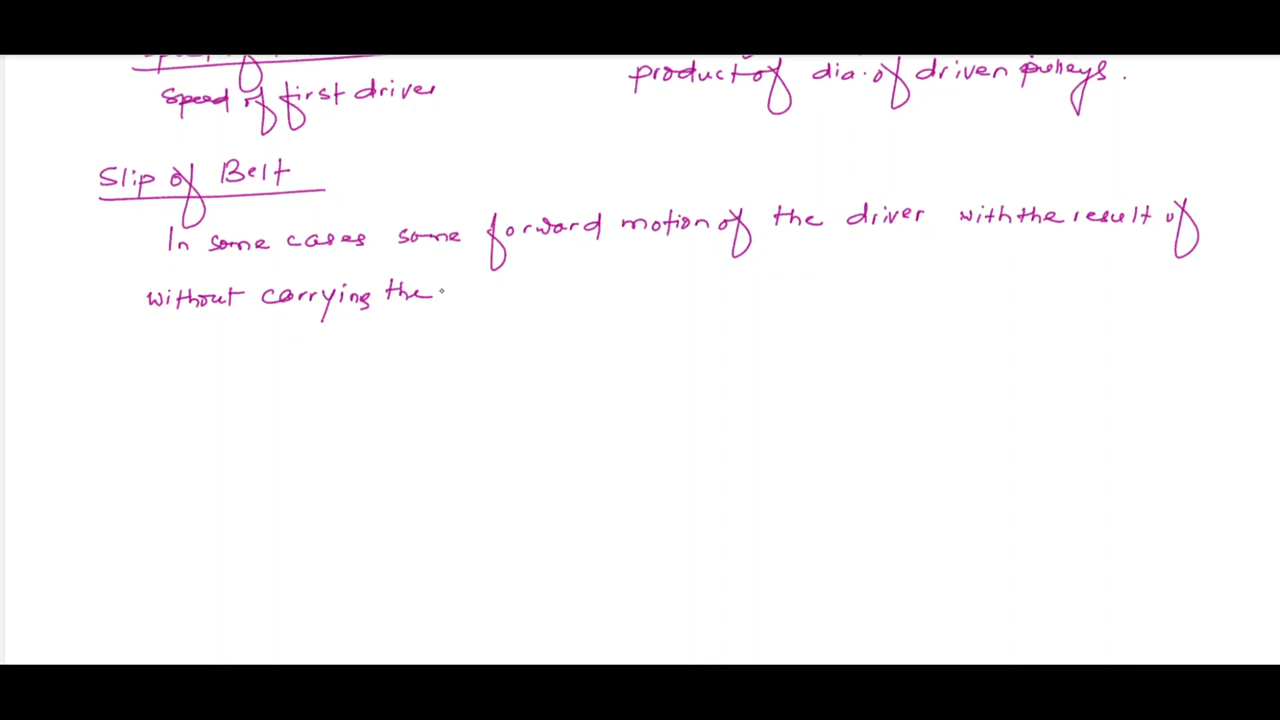 Speed of first driver
product of dia. of driven pulleys.
Slip of Belt
In some cases some forward motion of the driver with the result of
without carrying the